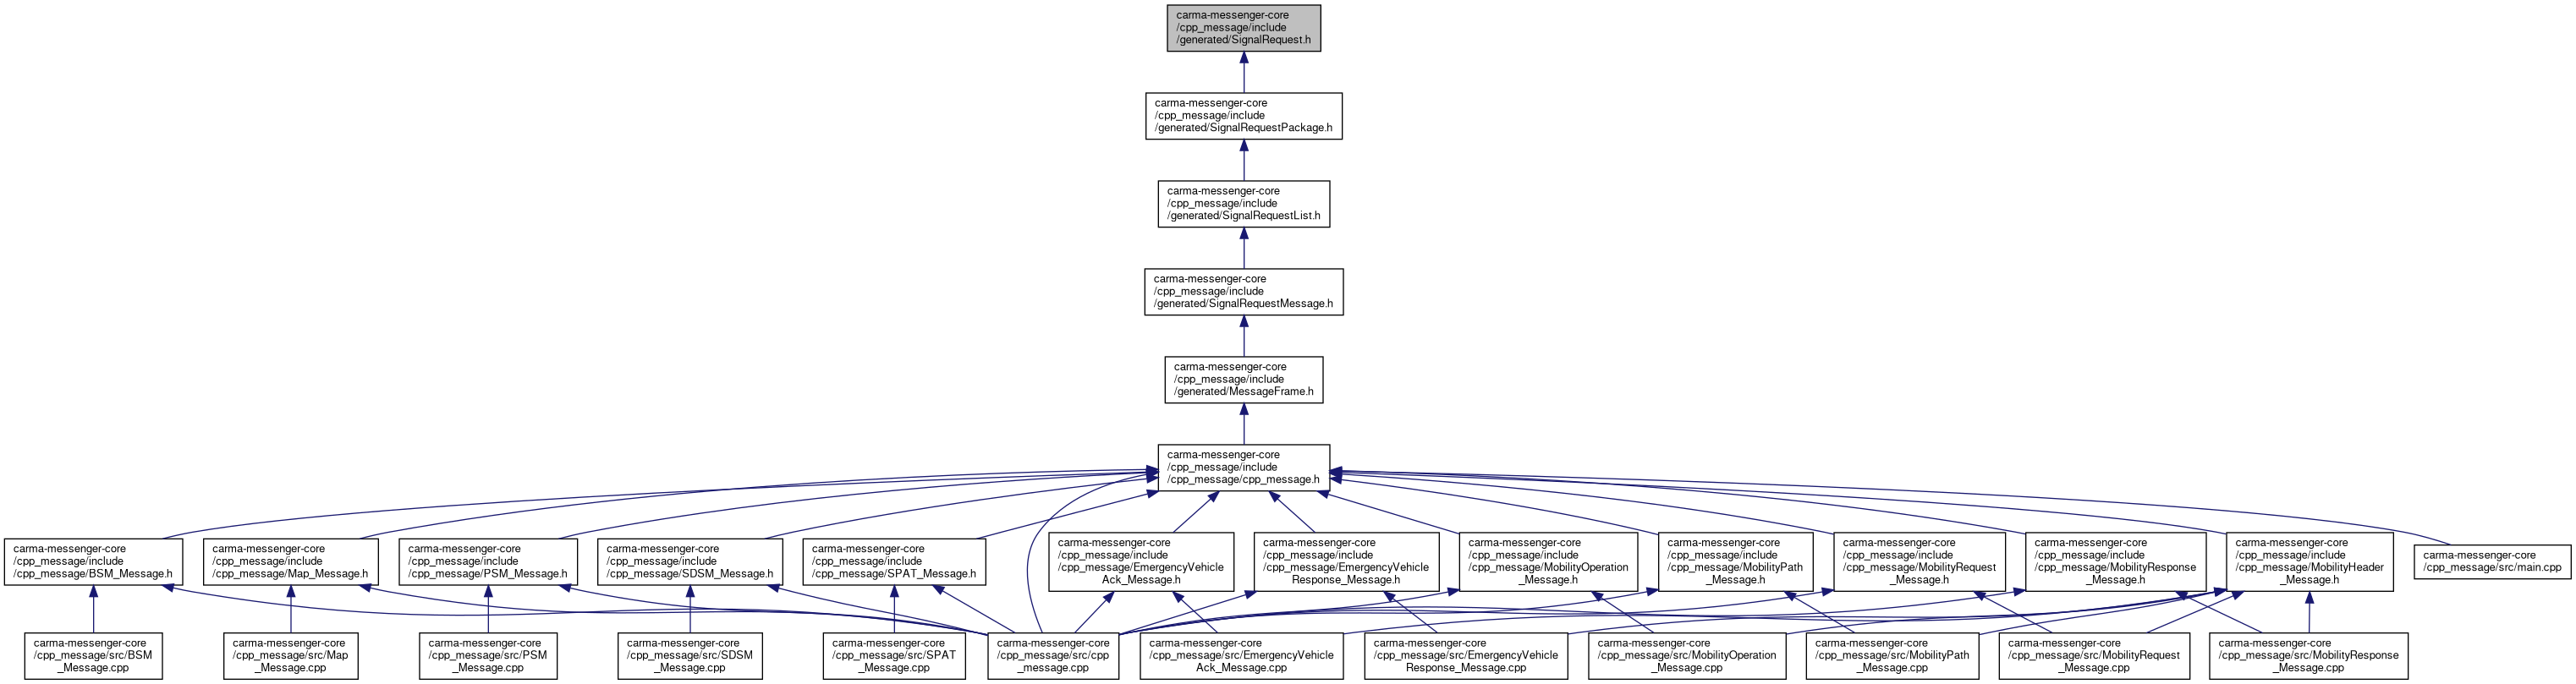 carma-messenger-core
/cpp_message/include
/generated/SignalRequest.h
carma-messenger-core
/cpp_message/include
/generated/SignalRequestPackage.h
carma-messenger-core
/cpp_message/include
/generated/SignalRequestList.h
carma-messenger-core
/cpp_message/include
/generated/SignalRequestMessage.h
carma-messenger-core
/cpp_message/include
/generated/MessageFrame.h
carma-messenger-core
/cpp_message/include
/cpp_message/cpp_message.h
carma-messenger-core
/cpp_message/include
/cpp_message/BSM_Message.h
carma-messenger-core
/cpp_message/include
/cpp_message/Map_Message.h
carma-messenger-core
/cpp_message/include
/cpp_message/PSM_Message.h
carma-messenger-core
/cpp_message/include
/cpp_message/SDSM_Message.h
carma-messenger-core
/cpp_message/include
/cpp_message/SPAT_Message.h
carma-messenger-core
/cpp_message/include
/cpp_message/EmergencyVehicle
Ack_Message.h
carma-messenger-core
/cpp_message/include
/cpp_message/EmergencyVehicle
Response_Message.h
carma-messenger-core
/cpp_message/include
/cpp_message/MobilityOperation
_Message.h
carma-messenger-core
/cpp_message/include
/cpp_message/MobilityPath
_Message.h
carma-messenger-core
/cpp_message/include
/cpp_message/MobilityRequest
_Message.h
carma-messenger-core
/cpp_message/include
/cpp_message/MobilityResponse
_Message.h
carma-messenger-core
/cpp_message/include
/cpp_message/MobilityHeader
_Message.h
carma-messenger-core
/cpp_message/src/main.cpp
carma-messenger-core
/cpp_message/src/BSM
_Message.cpp
carma-messenger-core
/cpp_message/src/Map
_Message.cpp
carma-messenger-core
/cpp_message/src/PSM
_Message.cpp
carma-messenger-core
/cpp_message/src/SDSM
_Message.cpp
carma-messenger-core
/cpp_message/src/SPAT
_Message.cpp
carma-messenger-core
/cpp_message/src/cpp
_message.cpp
carma-messenger-core
/cpp_message/src/EmergencyVehicle
Ack_Message.cpp
carma-messenger-core
/cpp_message/src/EmergencyVehicle
Response_Message.cpp
carma-messenger-core
/cpp_message/src/MobilityOperation
_Message.cpp
carma-messenger-core
/cpp_message/src/MobilityPath
_Message.cpp
carma-messenger-core
/cpp_message/src/MobilityRequest
_Message.cpp
carma-messenger-core
/cpp_message/src/MobilityResponse
_Message.cpp